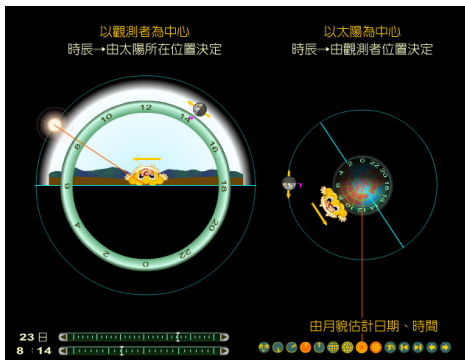 以觀測者為中心
時辰→由太陽所在位置決定
以太陽為中心
時辰→由觀測者位置決定
12
10
14
8
16
6
18
4
20
2
22
0
由月貌估計日期、時間
23 日
8 : 14